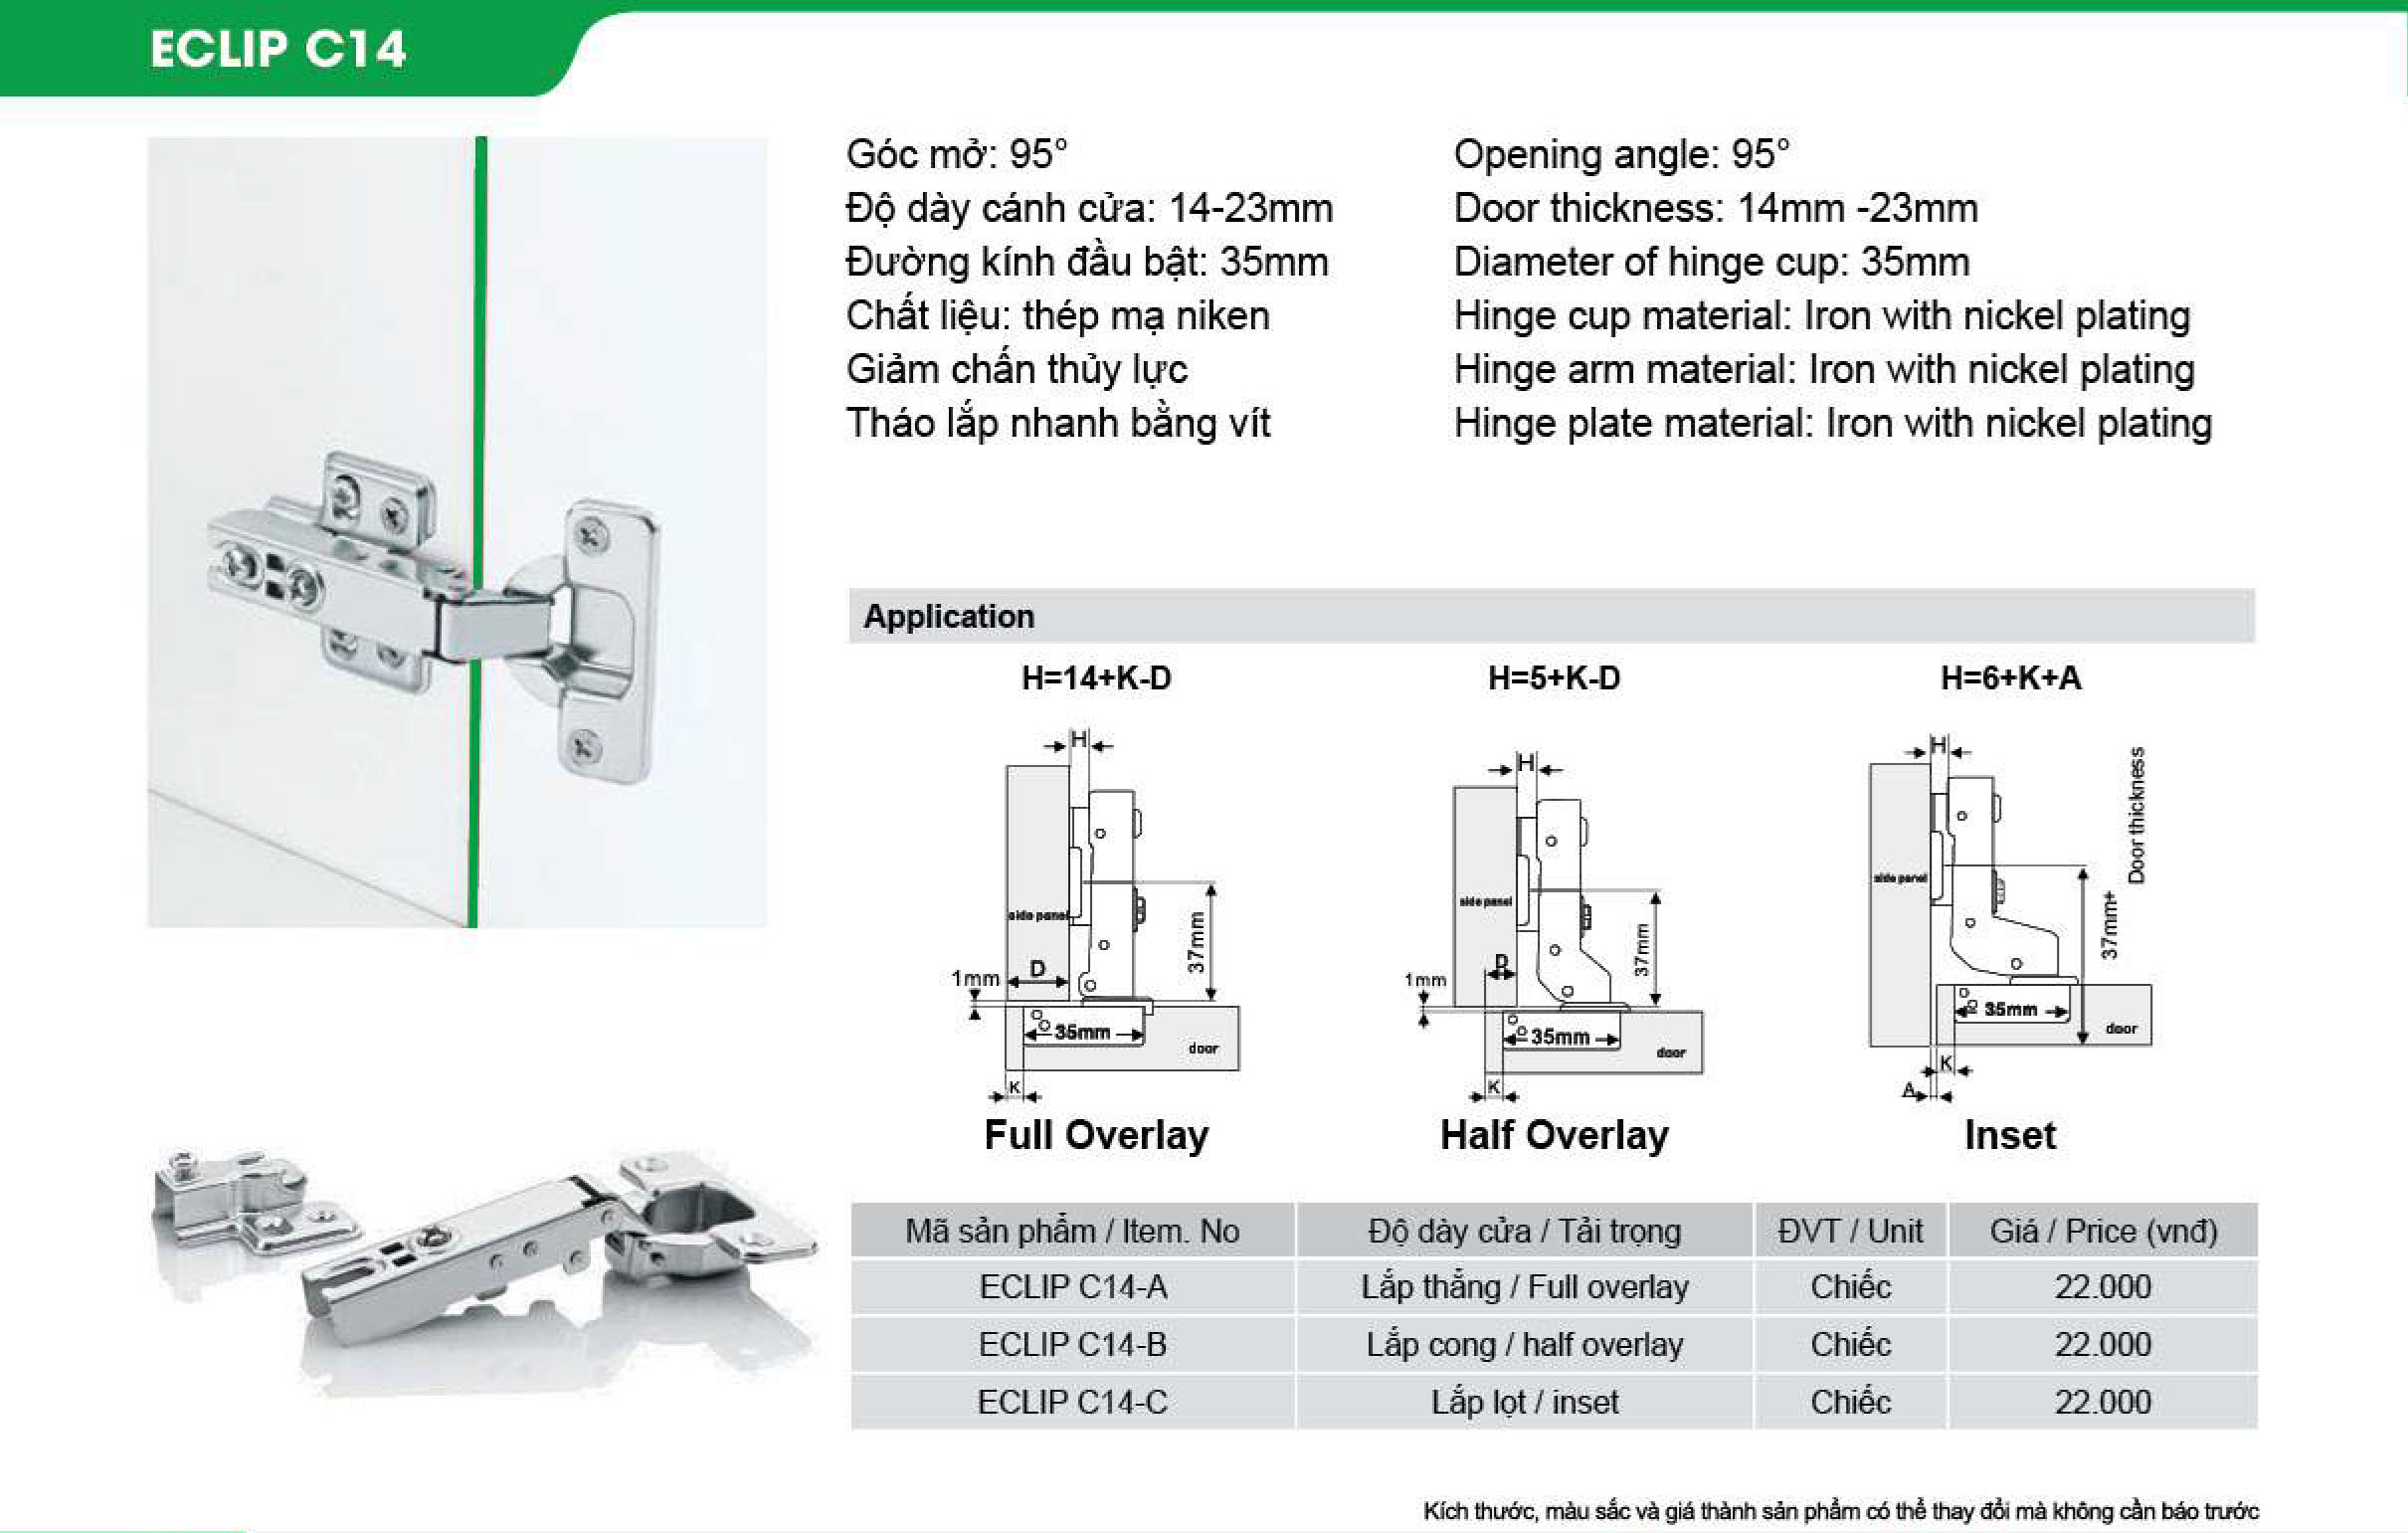 ECLIP C14
Góc mở: 95°
Độ dày cánh cửa: 14-23mm
Đường kính đầu bật: 35mm
Chất liệu: thép mạ niken
Giảm chấn thủy lực
Tháo lắp nhanh bằng vít
Opening angle: 95°
Door thickness: 14mm -23mm
Diameter of hinge cup: 35mm
Hinge cup material: Iron with nickel plating
Hinge arm material: Iron with nickel plating
Hinge plate material: Iron with nickel plating
Application
H=14+K-D
H
side panel
37mm
1mm
D
35mm
door
K
Full Overlay
H=5+K-D
H
side panel
37mm
1mm
D
35mm
door
K
Half Overlay
H=6+K+A
H
side panel
37mm+
Door thickness
35mm
door
K
A
Inset
Mã sản phẩm / Item. No Độ dày cửa / Tải trọng ĐVT / Unit Giá / Price (vnđ)
ECLIP C14-A Lắp thẳng / Full overlay Chiếc 22.000
ECLIP C14-B Lắp cong / half overlay Chiếc 22.000
ECLIP C14-C Lắp lọt / inset Chiếc 22.000
Kích thước, màu sắc và giá thành sản phẩm có thể thay đổi mà không cần báo trước